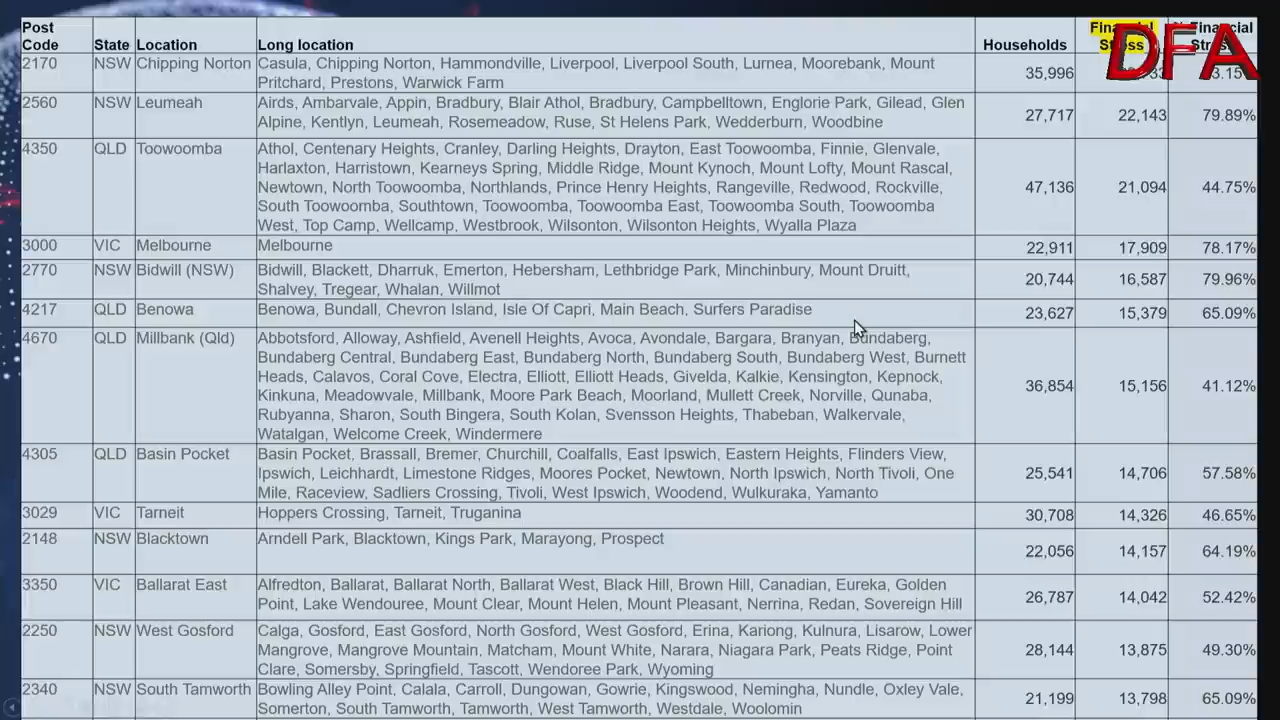 Post Code State Location Long location Households Financial Stress % Financial Stress
DFA
2170 NSW Chipping Norton Casula, Chipping Norton, Hammondville, Liverpool, Liverpool South, Lurnea, Moorebank, Mount
Pritchard, Prestons, Warwick Farm
35,996
2560 NSW Leumeah Airds, Ambarvale, Appin, Bradbury, Blair Athol, Bradbury, Campbelltown, Englorie Park, Gilead, Glen
Alpine, Kentlyn, Leumeah, Rosemeadow, Ruse, St Helens Park, Wedderburn, Woodbine
27,717 22,143 79.89%
4350 QLD Toowoomba Athol, Centenary Heights, Cranley, Darling Heights, Drayton, East Toowoomba, Finnie, Glenvale,
Harlaxton, Harristown, Kearneys Spring, Middle Ridge, Mount Kynoch, Mount Lofty, Mount Rascal,
Newtown, North Toowoomba, Northlands, Prince Henry Heights, Rangeville, Redwood, Rockville,
South Toowoomba, Southtown, Toowoomba, Toowoomba East, Toowoomba South, Toowoomba
West, Top Camp, Wellcamp, Westbrook, Wilsonton, Wilsonton Heights, Wyalla Plaza
47,136 21,094 44.75%
3000 VIC Melbourne Melbourne 22,911 17,909 78.17%
2770 NSW Bidwill (NSW) Bidwill, Blackett, Dharruk, Emerton, Hebersham, Lethbridge Park, Minchinbury, Mount Druitt,
Shalvey, Tregear, Whalan, Willmot
20,744 16,587 79.96%
4217 QLD Benowa Benowa, Bundall, Chevron Island, Isle Of Capri, Main Beach, Surfers Paradise 23,627 15,379 65.09%
4670 QLD Millbank (Qld) Abbotsford, Alloway, Ashfield, Avenell Heights, Avoca, Avondale, Bargara, Branyan, Bundaberg,
Bundaberg Central, Bundaberg East, Bundaberg North, Bundaberg South, Bundaberg West, Burnett
Heads, Calavos, Coral Cove, Electra, Elliott, Elliott Heads, Givelda, Kalkie, Kensington, Kepnock,
Kinkuna, Meadowvale, Millbank, Moore Park Beach, Moorland, Mullett Creek, Norville, Qunaba,
Rubyanna, Sharon, South Bingera, South Kolan, Svensson Heights, Thabeban, Walkervale,
Watalgan, Welcome Creek, Windermere
36,854 15,156 41.12%
4305 QLD Basin Pocket Basin Pocket, Brassall, Bremer, Churchill, Coalfalls, East Ipswich, Eastern Heights, Flinders View,
Ipswich, Leichhardt, Limestone Ridges, Moores Pocket, Newtown, North Ipswich, North Tivoli, One
Mile, Raceview, Sadliers Crossing, Tivoli, West Ipswich, Woodend, Wulkuraka, Yamanto
25,541 14,706 57.58%
3029 VIC Tarneit Hoppers Crossing, Tarneit, Truganina 30,708 14,326 46.65%
2148 NSW Blacktown Arndell Park, Blacktown, Kings Park, Marayong, Prospect 22,056 14,157 64.19%
3350 VIC Ballarat East Alfredton, Ballarat, Ballarat North, Ballarat West, Black Hill, Brown Hill, Canadian, Eureka, Golden
Point, Lake Wendouree, Mount Clear, Mount Helen, Mount Pleasant, Nerrina, Redan, Sovereign Hill
26,787 14,042 52.42%
2250 NSW West Gosford Calga, Gosford, East Gosford, North Gosford, West Gosford, Erina, Kariong, Kulnura, Lisarow, Lower
Mangrove, Mangrove Mountain, Matcham, Mount White, Narara, Niagara Park, Peats Ridge, Point
Clare, Somersby, Springfield, Tascott, Wendoree Park, Wyoming
28,144 13,875 49.30%
2340 NSW South Tamworth Bowling Alley Point, Calala, Carroll, Dungowan, Gowrie, Kingswood, Nemingha, Nundle, Oxley Vale,
Somerton, South Tamworth, Tamworth, West Tamworth, Westdale, Woolomin
21,199 13,798 65.09%